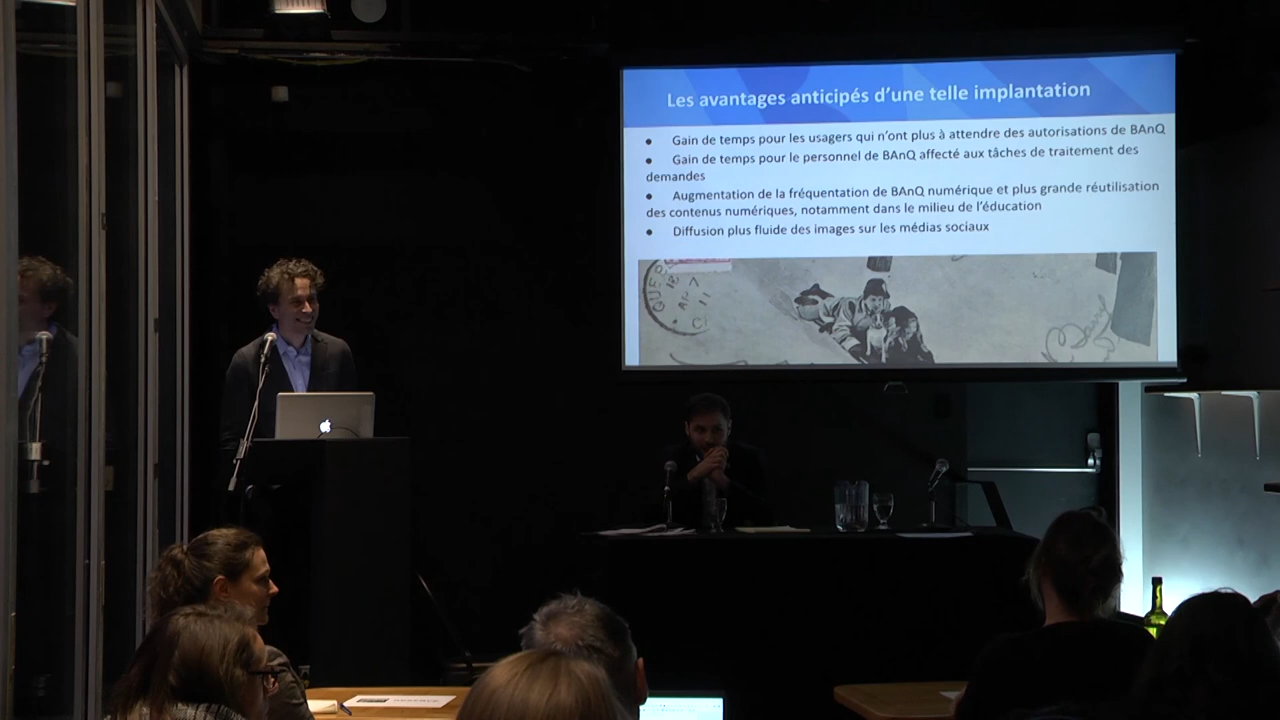 Les avantages anticipés d'une telle implantation
● Gain de temps pour les usagers qui n'ont plus à attendre des autorisations de BAnQ
● Gain de temps pour le personnel de BAnQ affecté aux tâches de traitement des
demandes
● Augmentation de la fréquentation de BAnQ numérique et plus grande réutilisation
des contenus numériques, notamment dans le milieu de l'éducation
● Diffusion plus fluide des images sur les médias sociaux